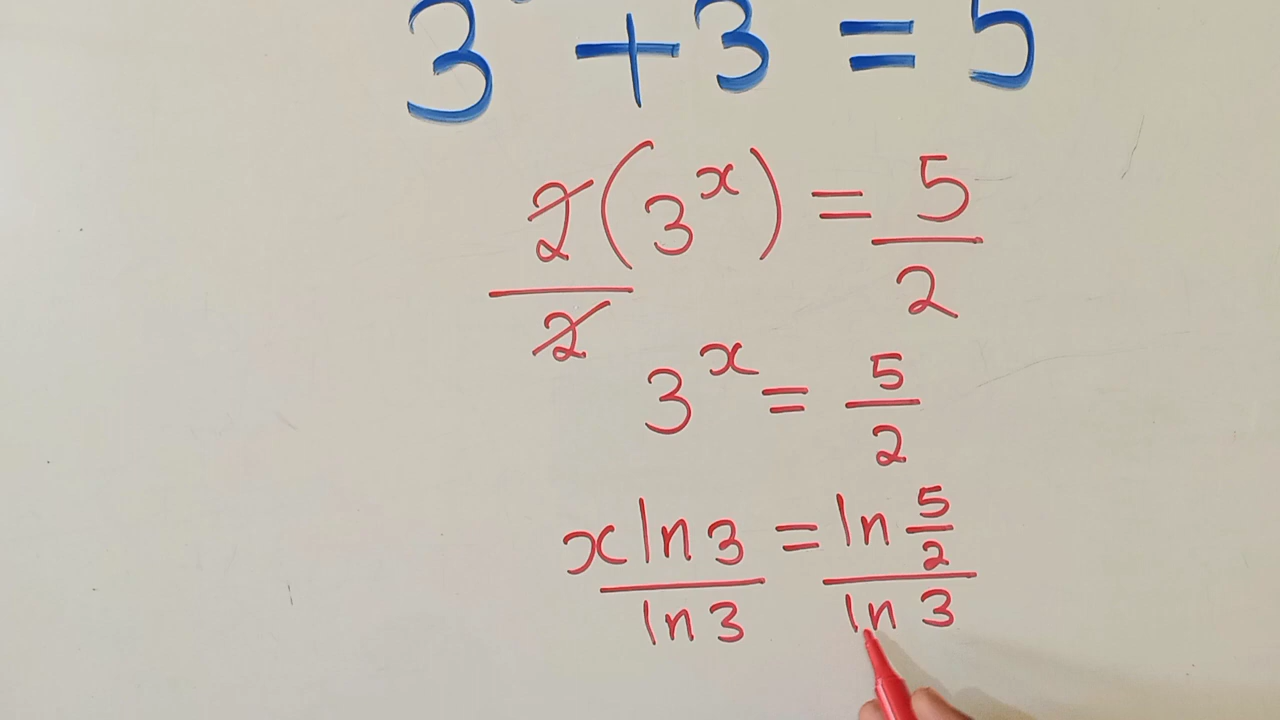 3 + 3 = 5
2(3^x)/2 = 5/2
3^x = 5/2
x ln 3/ln 3 = ln 5/2/ln 3